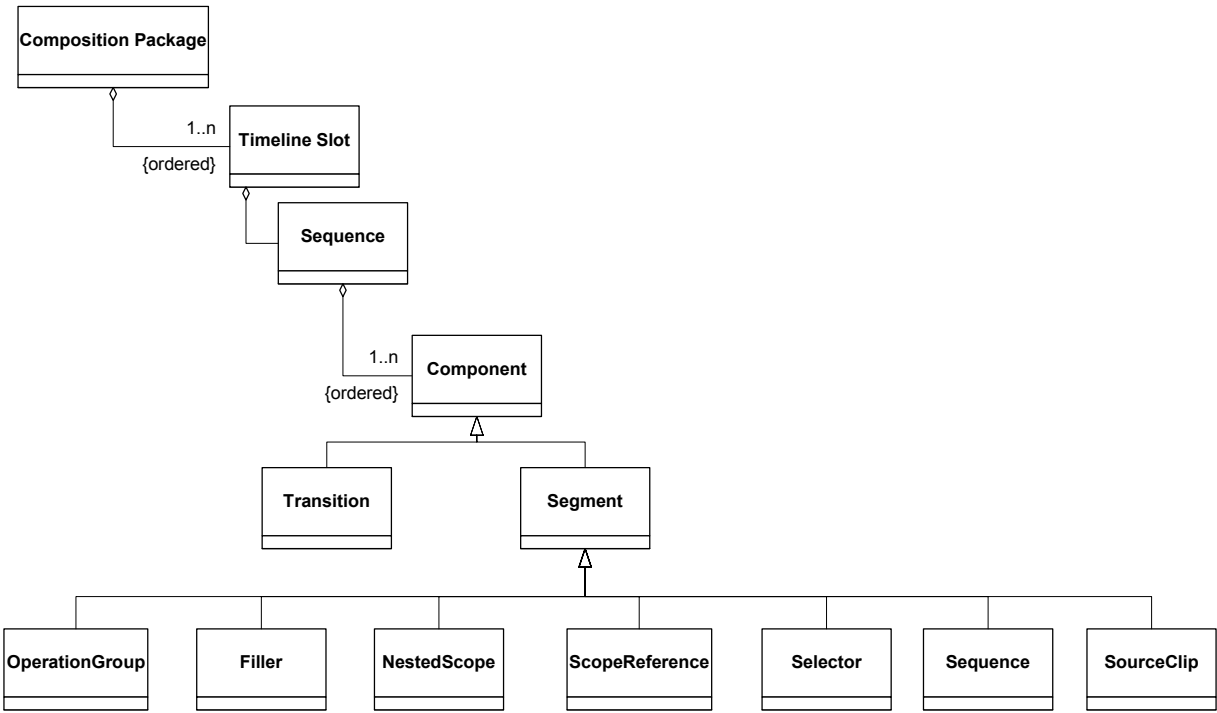 Composition Package
1..n
Timeline Slot
{ordered}
Sequence
1..n
Component
{ordered}
Transition
Segment
OperationGroup
Filler
NestedScope
ScopeReference
Selector
Sequence
SourceClip